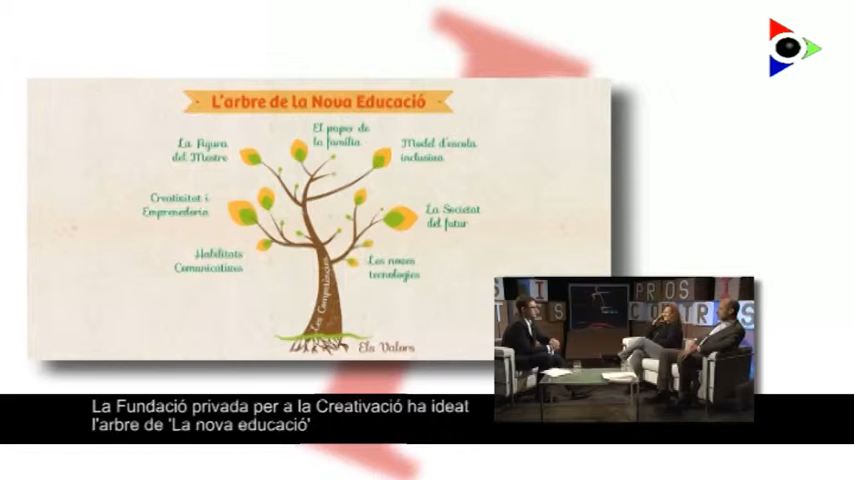 L'arbre de la Nova Educació
El paper de
la família
La Figura
del Mestre
Model d'escola
inclusiva
Creativitat i
Emprenedoria
La Societat
del futur
Habilitats
Comunicatives
Les noves
tecnologies
Les Competències
Els Valors
PROS I
CONTRES
La Fundació privada per a la Creativació ha ideat
l'arbre de 'La nova educació'